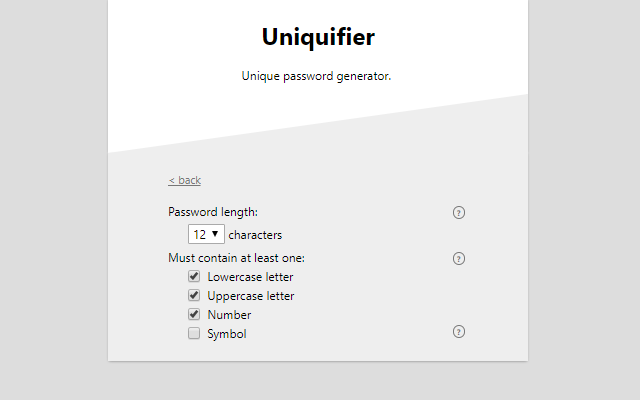 Uniquifier
Unique password generator.
< back
Password length:
?
12 ▼ characters
Must contain at least one:
?
Lowercase letter
Uppercase letter
Number
Symbol
?